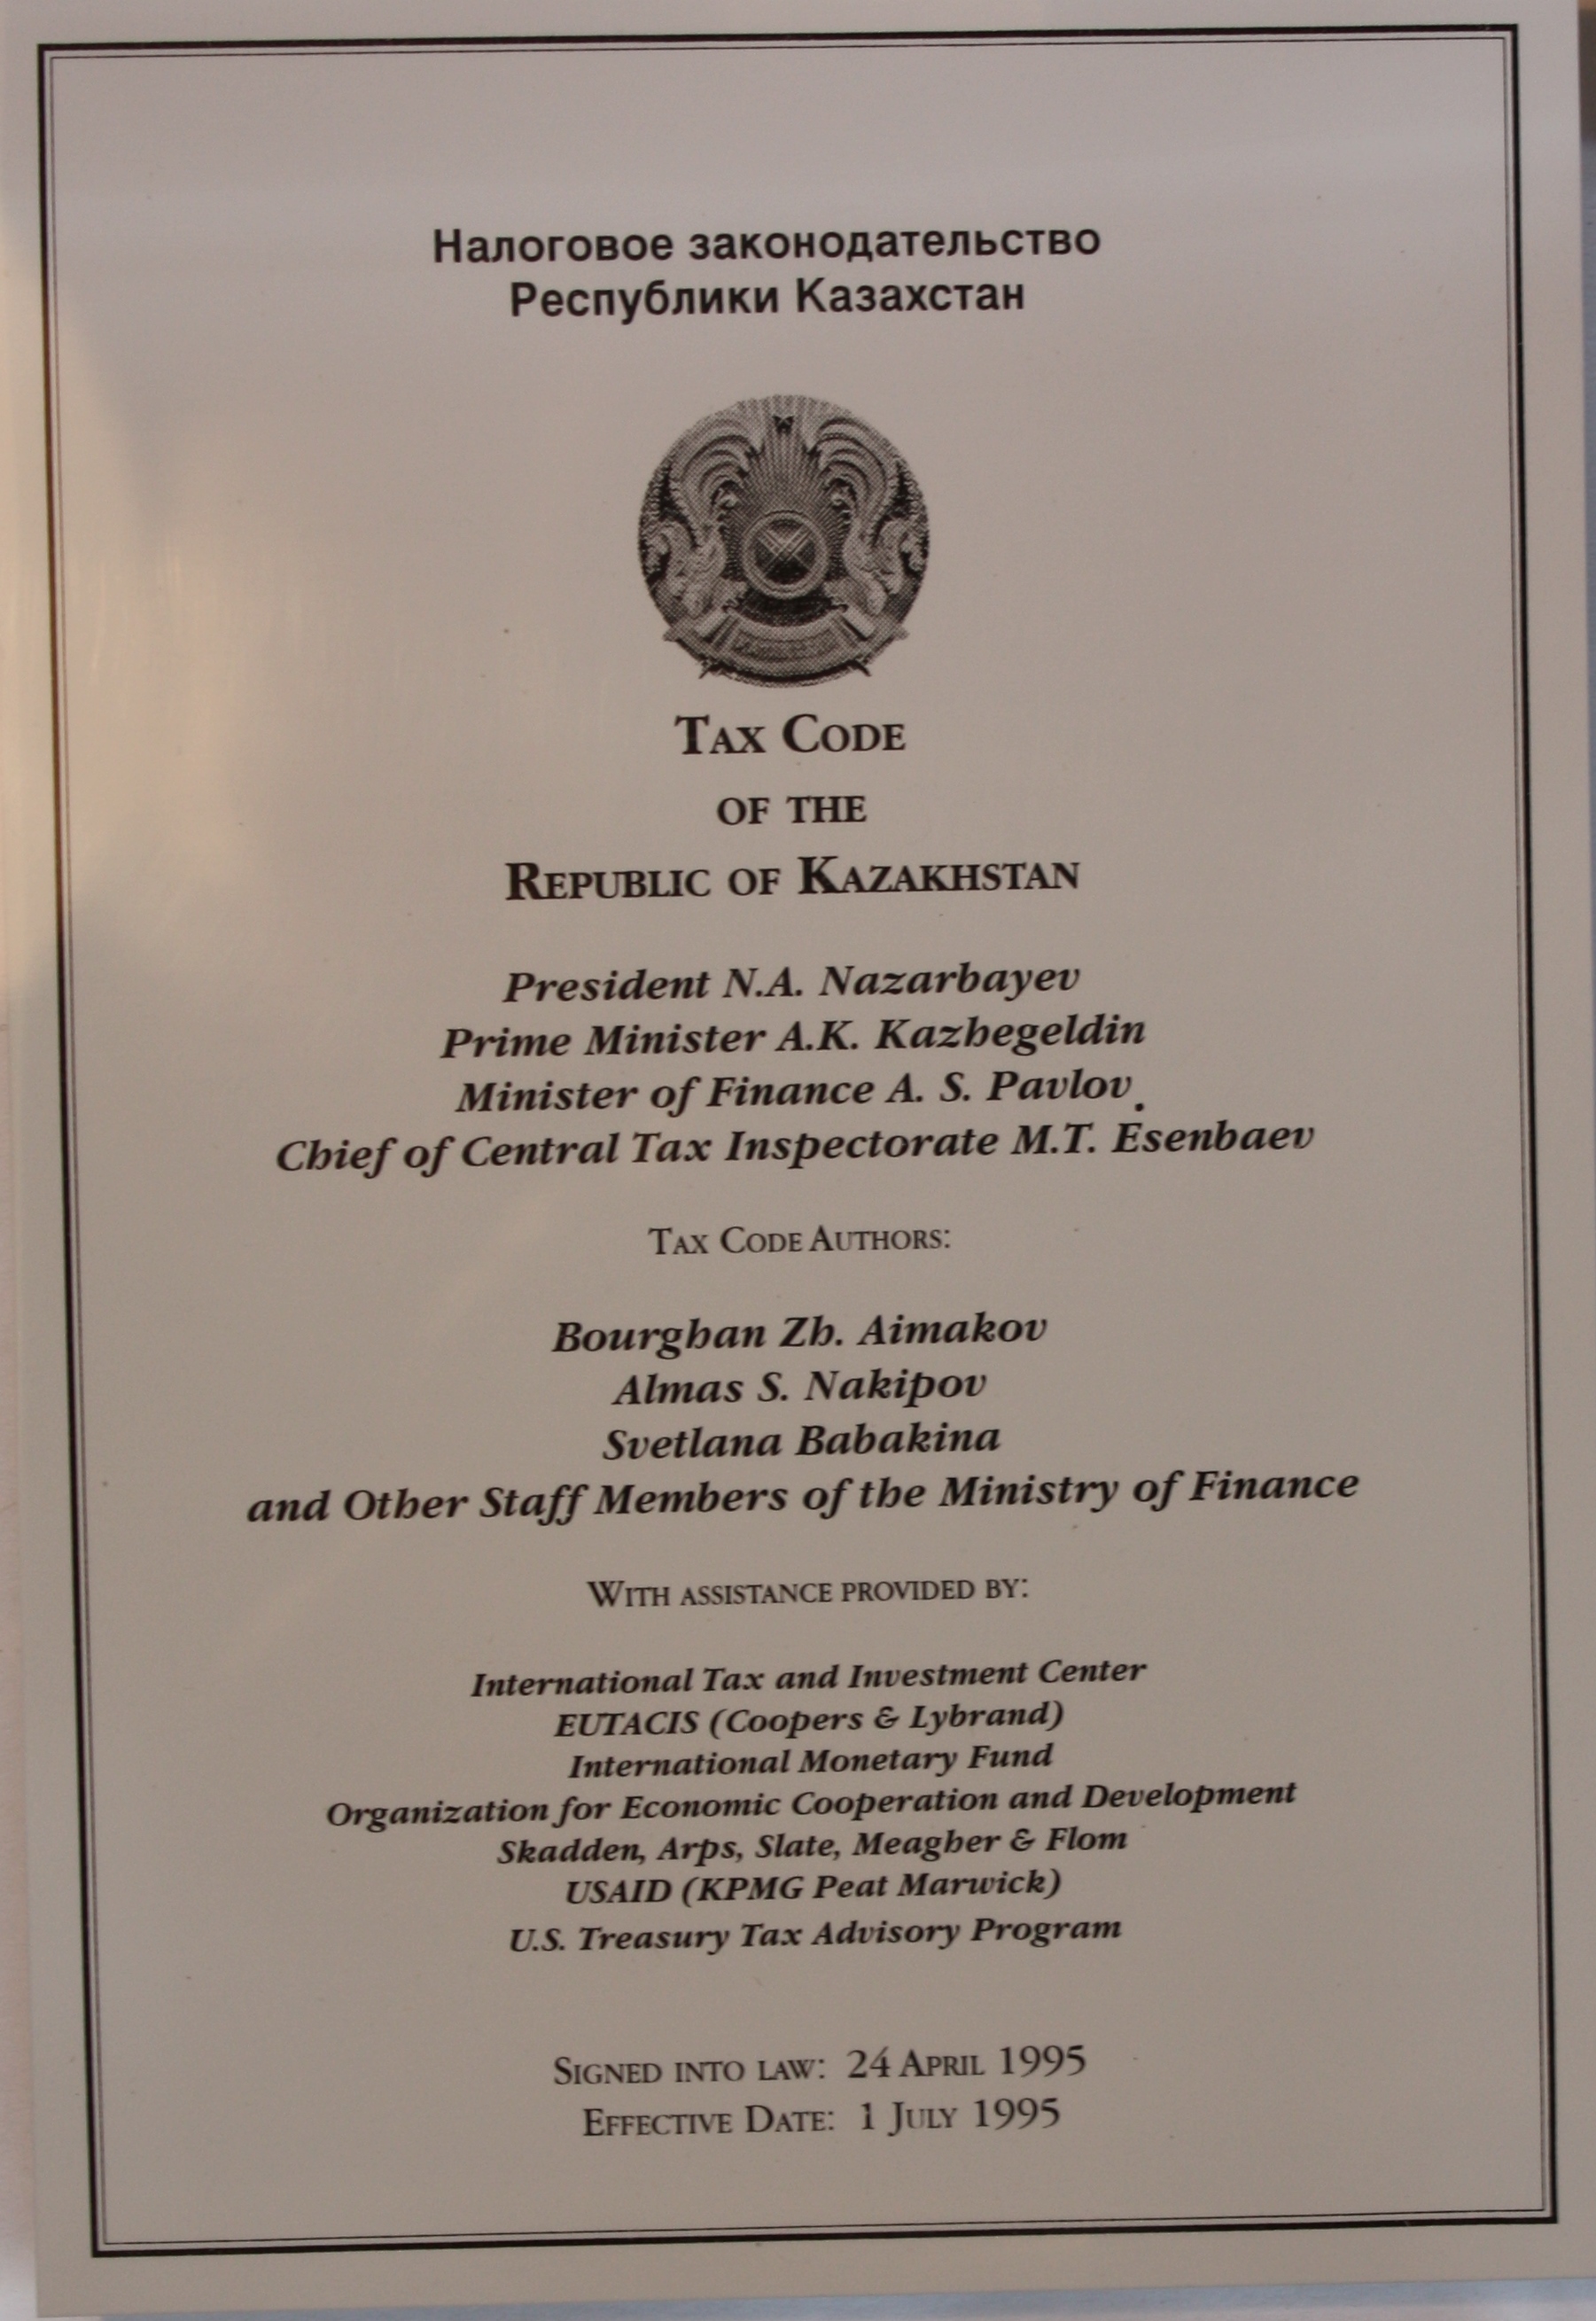 Налоговое законодательство
Республики Казахстан
TAX CODE
OF THE
REPUBLIC OF KAZAKHSTAN
President N.A. Nazarbayev
Prime Minister A.K. Kazhegeldin
Minister of Finance A. S. Pavlov
Chief of Central Tax Inspectorate M.T. Esenbaev
TAX CODE AUTHORS:
Bourghan Zh. Aimakov
Almas S. Nakipov
Svetlana Babakina
and Other Staff Members of the Ministry of Finance
WITH ASSISTANCE PROVIDED BY:
International Tax and Investment Center
EUTACIS (Coopers & Lybrand)
International Monetary Fund
Organization for Economic Cooperation and Development
Skadden, Arps, Slate, Meagher & Flom
USAID (KPMG Peat Marwick)
U.S. Treasury Tax Advisory Program
SIGNED INTO LAW: 24 APRIL 1995
EFFECTIVE DATE: 1 JULY 1995